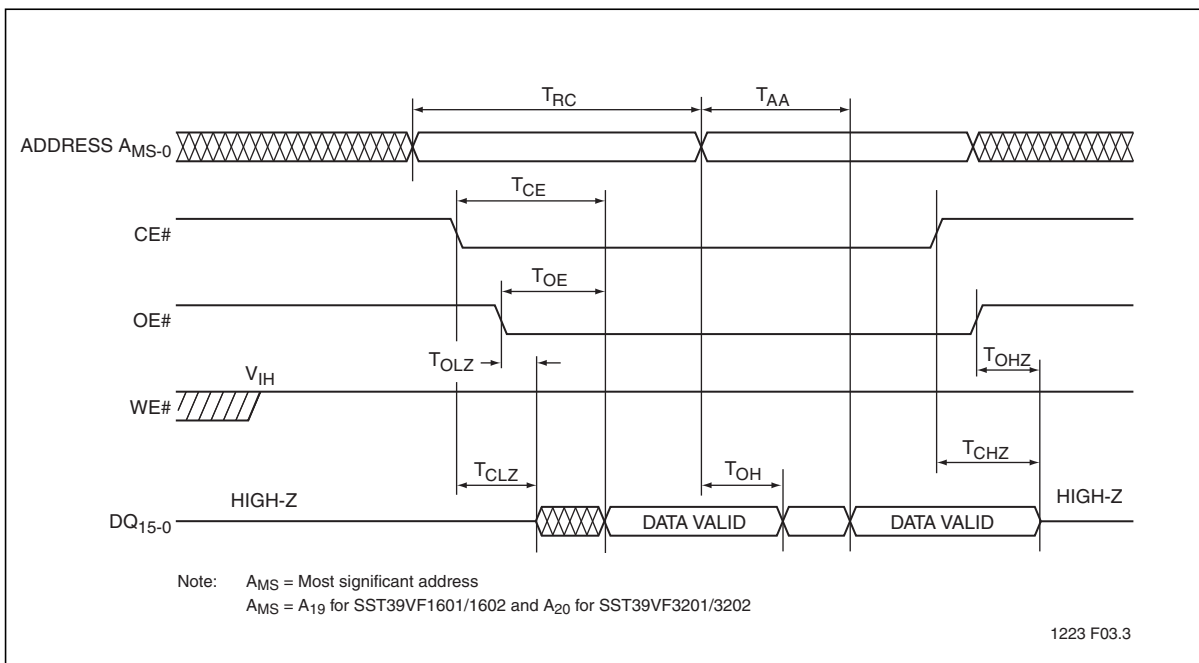 TRC
TAA
ADDRESS AMS-0
TCE
CE#
TOE
OE#
TOLZ
TOHZ
VIH
WE#
TCHZ
TCLZ
TOH
HIGH-Z
HIGH-Z
DQ15-0
DATA VALID
DATA VALID
Note: AMS = Most significant address
AMS = A19 for SST39VF1601/1602 and A20 for SST39VF3201/3202
1223 F03.3